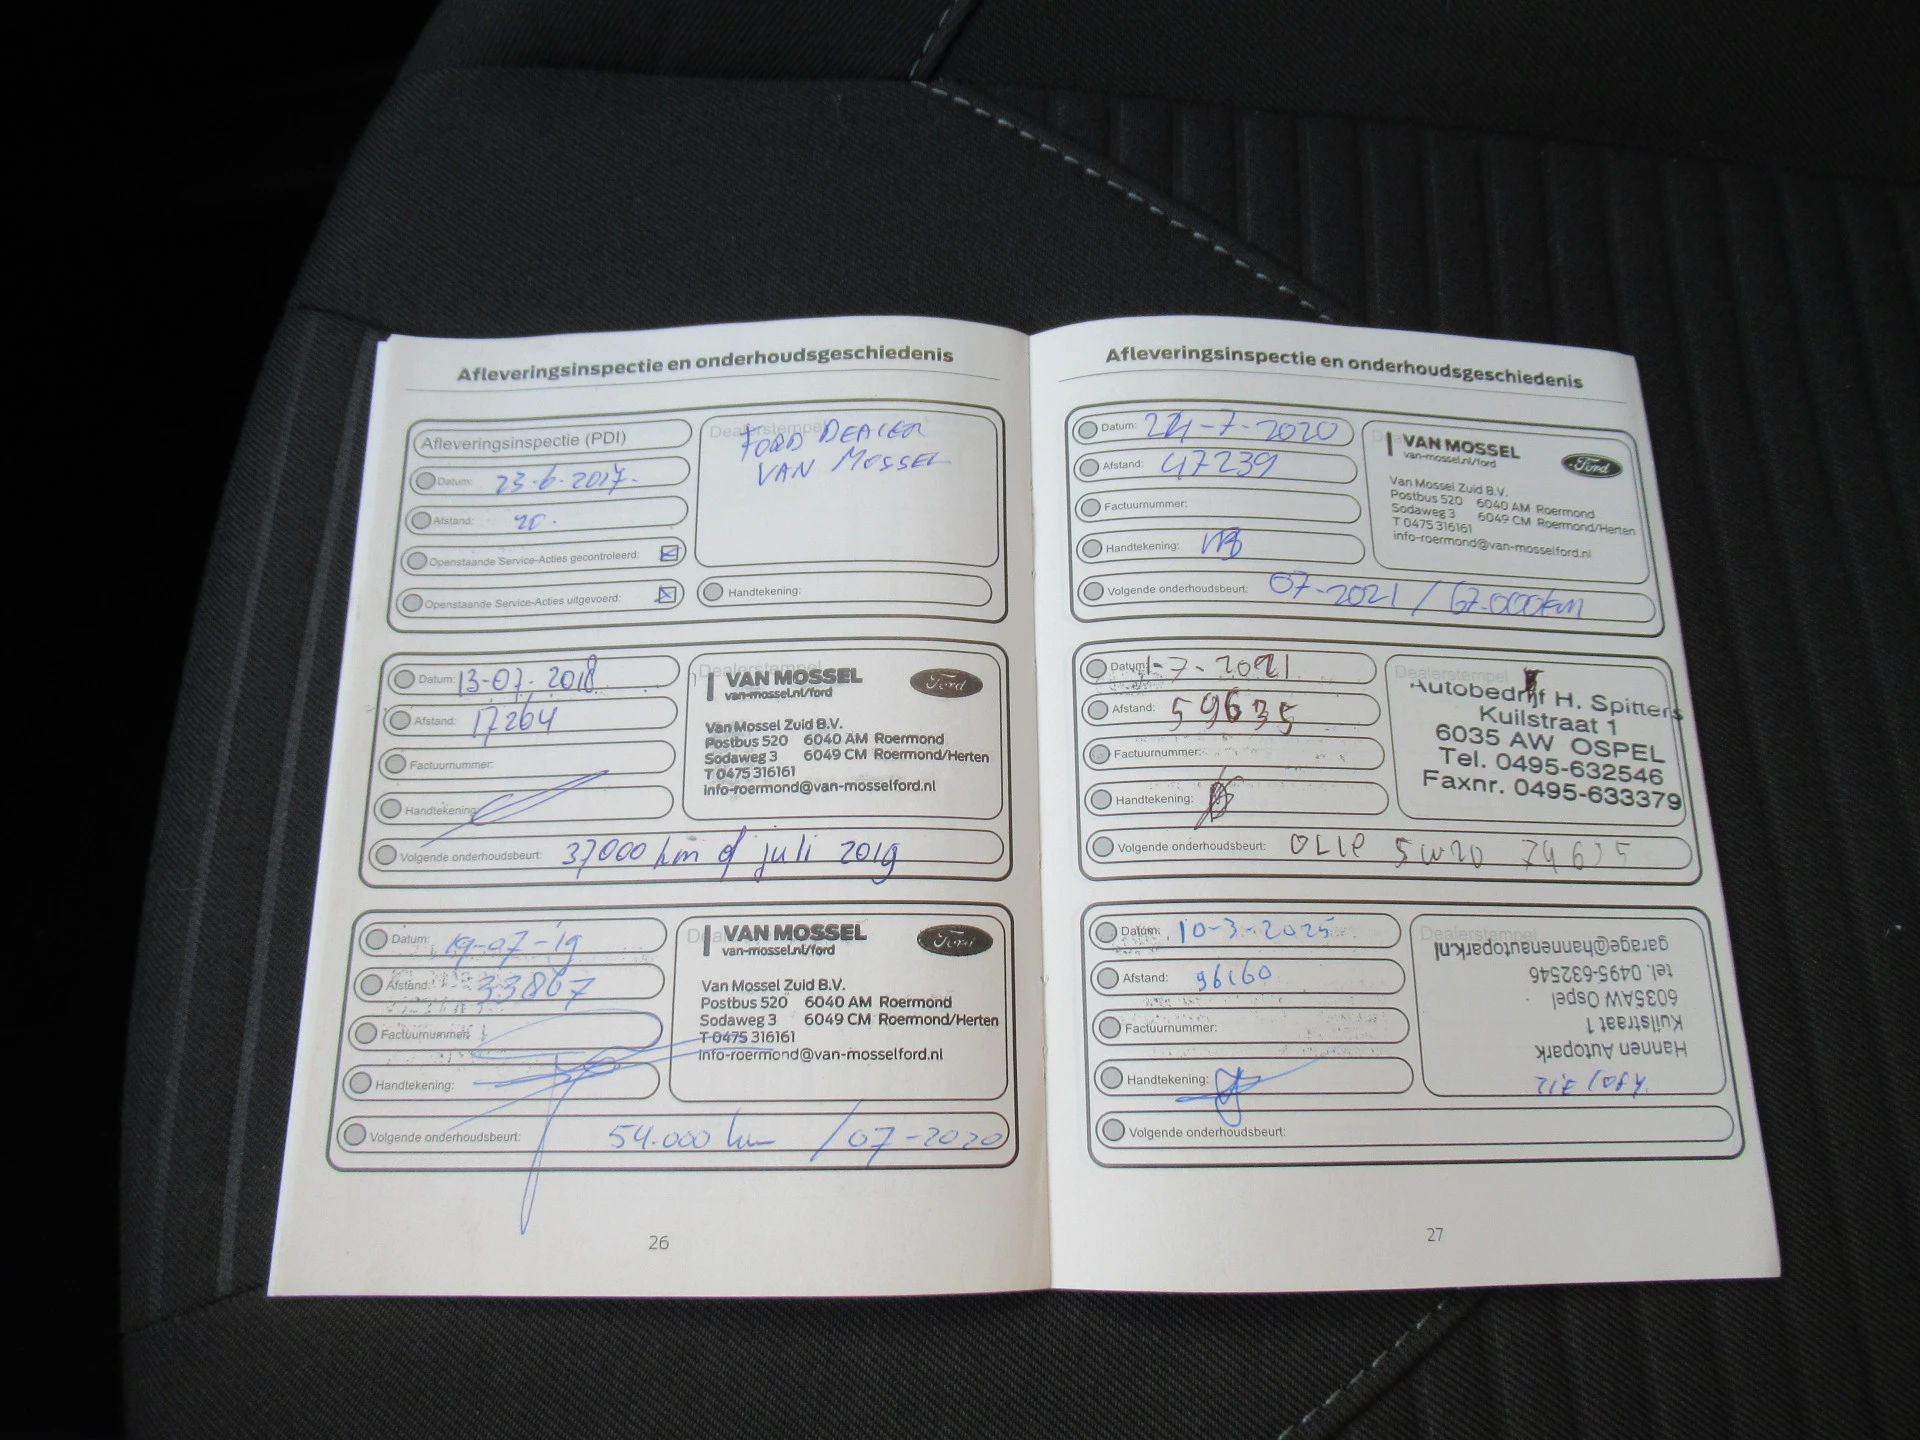 Afleveringsinspectie en onderhoudsgeschiedenis
Afleveringsinspectie (PDI)
Dealerstempel
FORD DEALER
VAN MOSSEL
Datum: 23-6-2017.
Afstand: 20.
Openstaande Service-Acties gecontroleerd:
Openstaande Service-Acties uitgevoerd:
Handtekening:
Datum: 13-07-2018
Afstand: 17264
Factuurnummer:
Handtekening:
Dealerstempel
VAN MOSSEL
van-mossel.nl/ford
Ford
Van Mossel Zuid B.V.
Postbus 520 6040 AM Roermond
Sodaweg 3 6049 CM Roermond/Herten
T 0475 316161
info-roermond@van-mosselford.nl
Volgende onderhoudsbeurt: 37000 km of juli 2019
Datum: 19-07-19
Afstand: 33867
Factuurnummer:
Handtekening:
VAN MOSSEL
van-mossel.nl/ford
Ford
Van Mossel Zuid B.V.
Postbus 520 6040 AM Roermond
Sodaweg 3 6049 CM Roermond/Herten
T 0475 316161
info-roermond@van-mosselford.nl
Volgende onderhoudsbeurt: 54.000 km / 07-2020
26
Afleveringsinspectie en onderhoudsgeschiedenis
Datum: 24-7-2020
Afstand: 47239
Factuurnummer:
Handtekening:
VAN MOSSEL
van-mossel.nl/ford
Ford
Van Mossel Zuid B.V.
Postbus 520 6040 AM Roermond
Sodaweg 3 6049 CM Roermond/Herten
T 0475 316161
info-roermond@van-mosselford.nl
Volgende onderhoudsbeurt: 07-2021 / 67.000km
Datum: 1-7-2021
Afstand: 59635
Factuurnummer:
Handtekening:
Dealerstempel
Autobedrijf H. Spitters
Kuilstraat 1
6035 AW OSPEL
Tel. 0495-632546
Faxnr. 0495-633379
Volgende onderhoudsbeurt: OLIE 5W20 74635
Datum: 10-3-2025
Afstand: 96160
Factuurnummer:
Handtekening:
Dealerstempel
Hannen Autopark
Kuilstraat 1
6035AW Ospel
tel. 0495-632546
garage@hannenautopark.nl
Volgende onderhoudsbeurt:
27